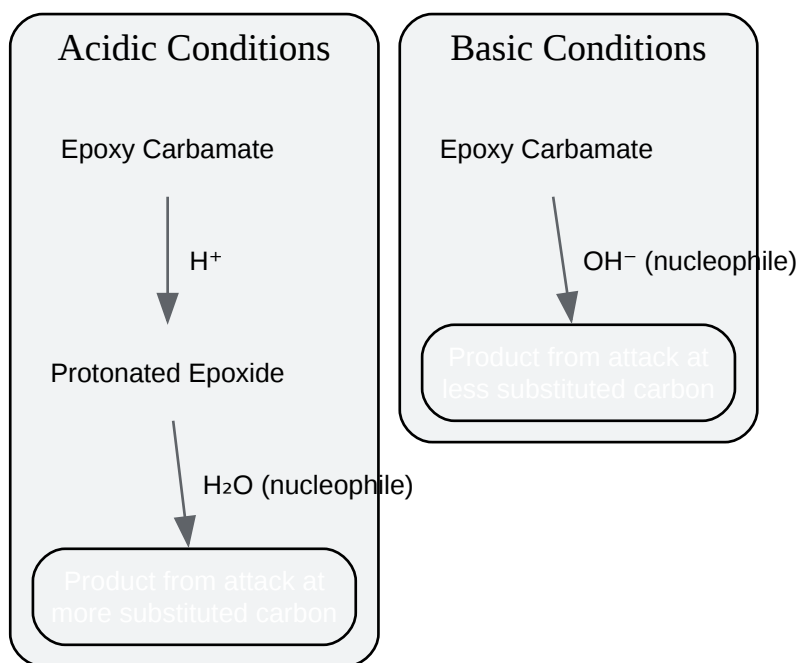 Acidic Conditions
Epoxy Carbamate
H⁺
Protonated Epoxide
H₂O (nucleophile)
Product from attack at
more substituted carbon
Basic Conditions
Epoxy Carbamate
OH⁻ (nucleophile)
Product from attack at
less substituted carbon